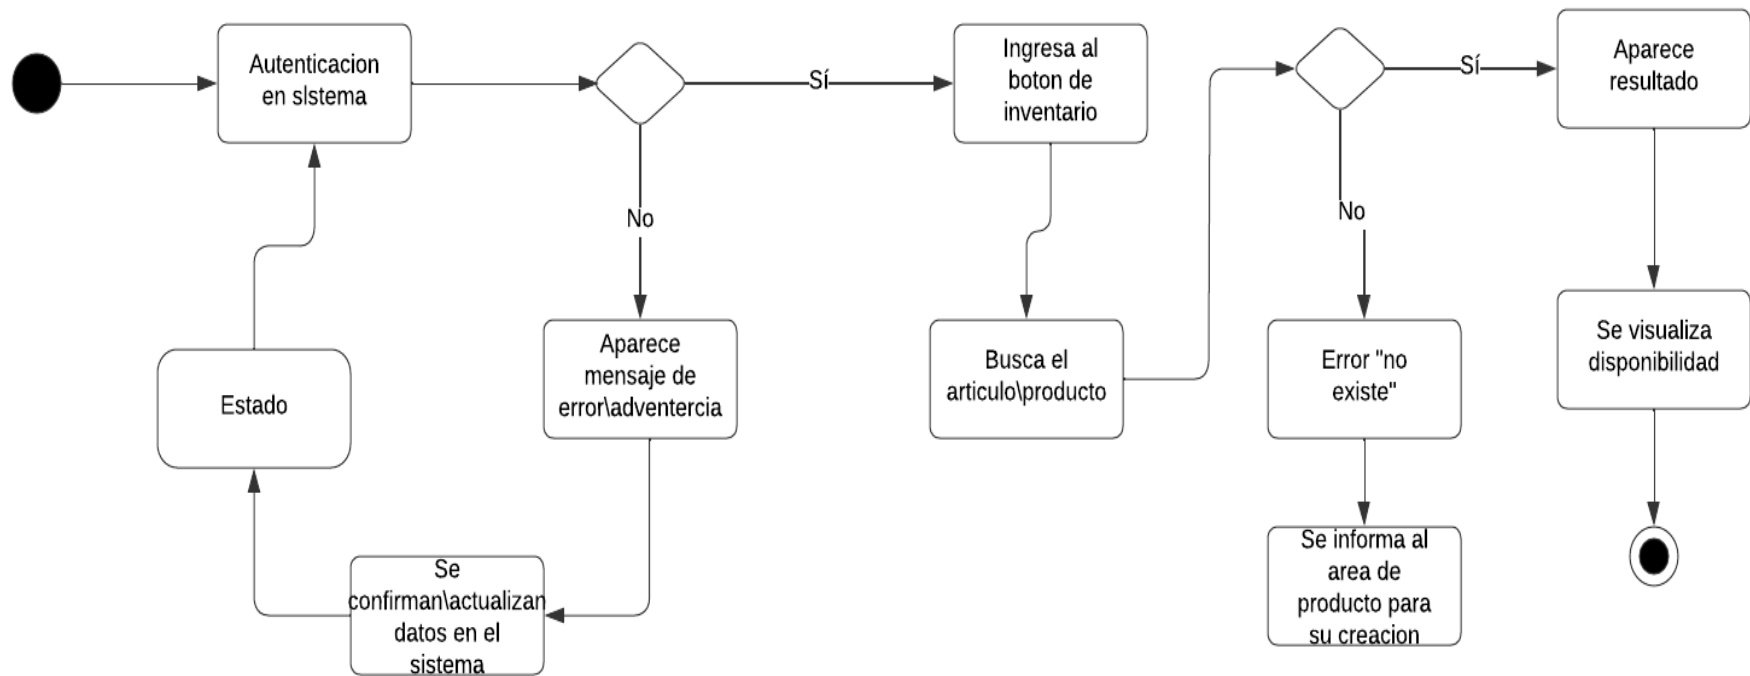 Autenticacion
en sIstema
Sí
Ingresa al
boton de
inventario
Sí
Aparece
resultado
No
No
Aparece
mensaje de
error\adventercia
Busca el
articulo\producto
Error "no
existe"
Se visualiza
disponibilidad
Estado
Se
confirman\actualizan
datos en el
sistema
Se informa al
area de
producto para
su creacion